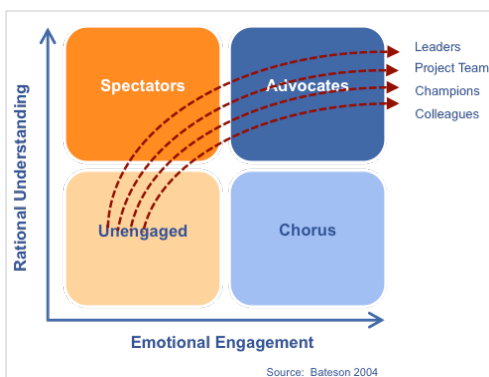 Leaders
Project Team
Champions
Colleagues
Spectators
Advocates
Unengaged
Chorus
Rational Understanding
Emotional Engagement
Source: Bateson 2004